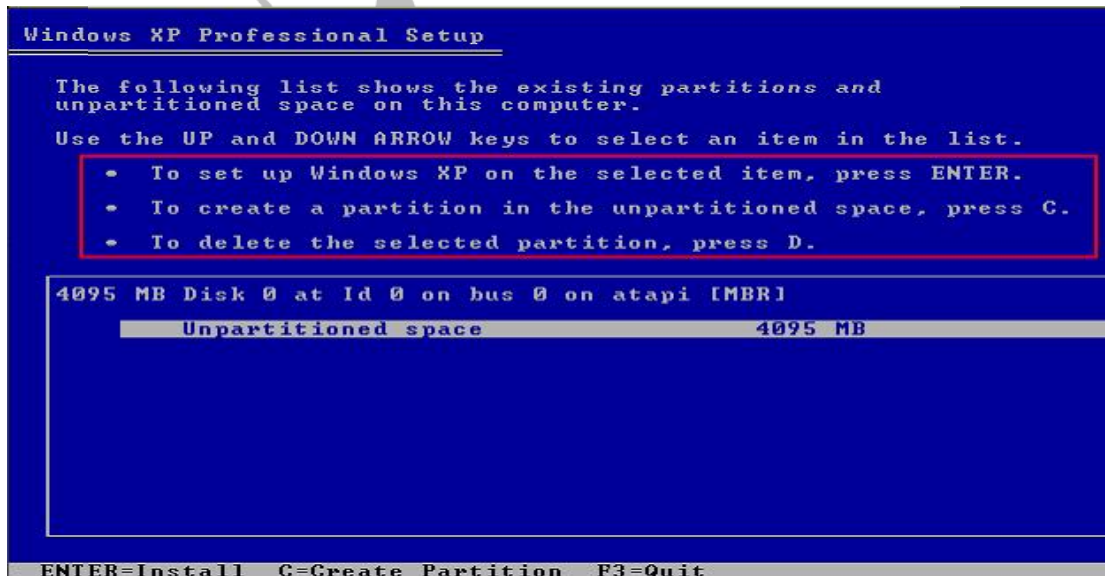 Windows XP Professional Setup
The following list shows the existing partitions and
unpartitioned space on this computer.
Use the UP and DOWN ARROW keys to select an item in the list.
• To set up Windows XP on the selected item, press ENTER.
• To create a partition in the unpartitioned space, press C.
• To delete the selected partition, press D.
4095 MB Disk 0 at Id 0 on bus 0 on atapi [MBR]
Unpartitioned space 4095 MB
ENTER=Install C=Create Partition F3=Quit